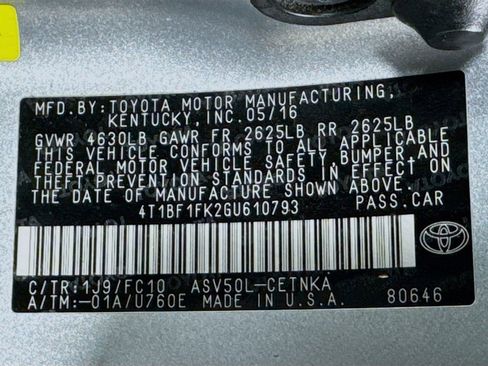 MFD. BY: TOYOTA MOTOR MANUFACTURING,
KENTUCKY, INC. 05/16
GVWR 4630LB GAWR FR 2625LB RR 2625LB
THIS VEHICLE CONFORMS TO ALL APPLICABLE
FEDERAL MOTOR VEHICLE SAFETY, BUMPER, AND
THEFT PREVENTION STANDARDS IN EFFECT ON
THE DATE OF MANUFACTURE SHOWN ABOVE.
4T1BF1FK2GU610793 PASS.CAR
C/TR:1J9/FC10 ASV50L-CETNKA
A/TM:-01A/U760E MADE IN U.S.A. 80646
TOYOTA